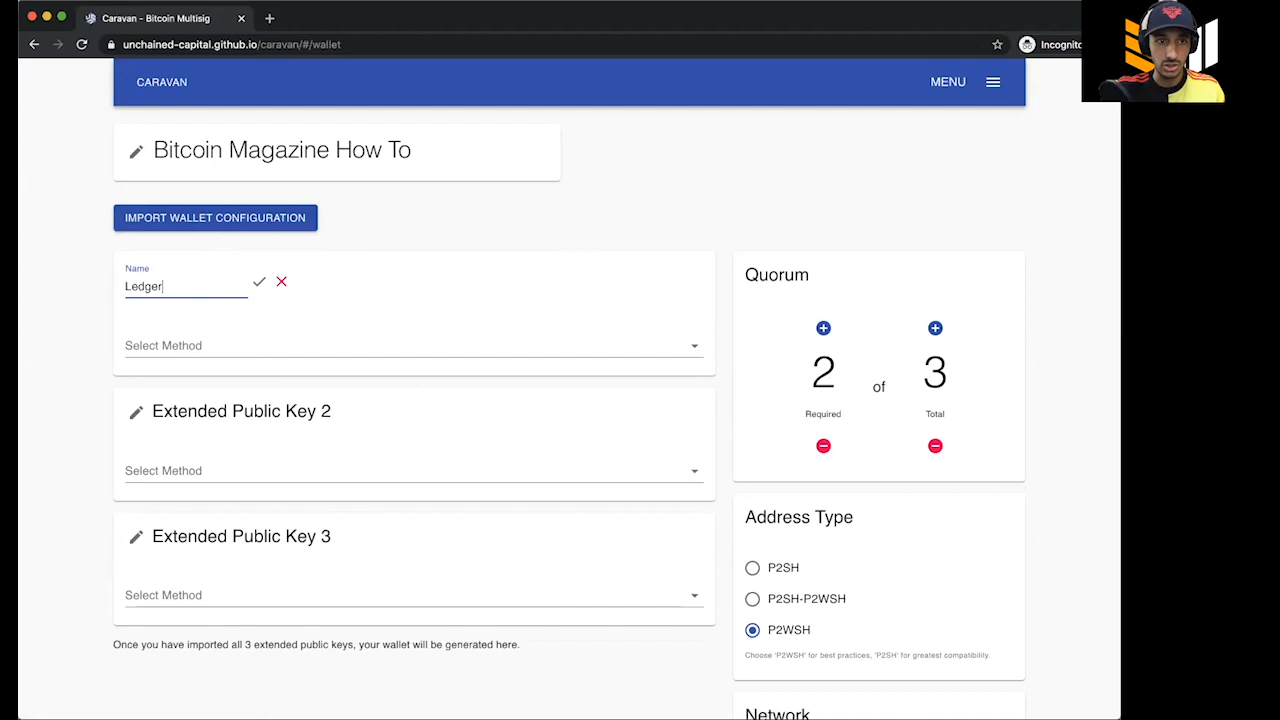 Caravan - Bitcoin Multisig
unchained-capital.github.io/caravan/#/wallet
Incognito
CARAVAN
MENU
Bitcoin Magazine How To
IMPORT WALLET CONFIGURATION
Name
Ledger
Select Method
Extended Public Key 2
Select Method
Extended Public Key 3
Select Method
Once you have imported all 3 extended public keys, your wallet will be generated here.
Quorum
2 of 3
Required Total
Address Type
P2SH
P2SH-P2WSH
P2WSH
Choose 'P2WSH' for best practices, 'P2SH' for greatest compatibility.
Network